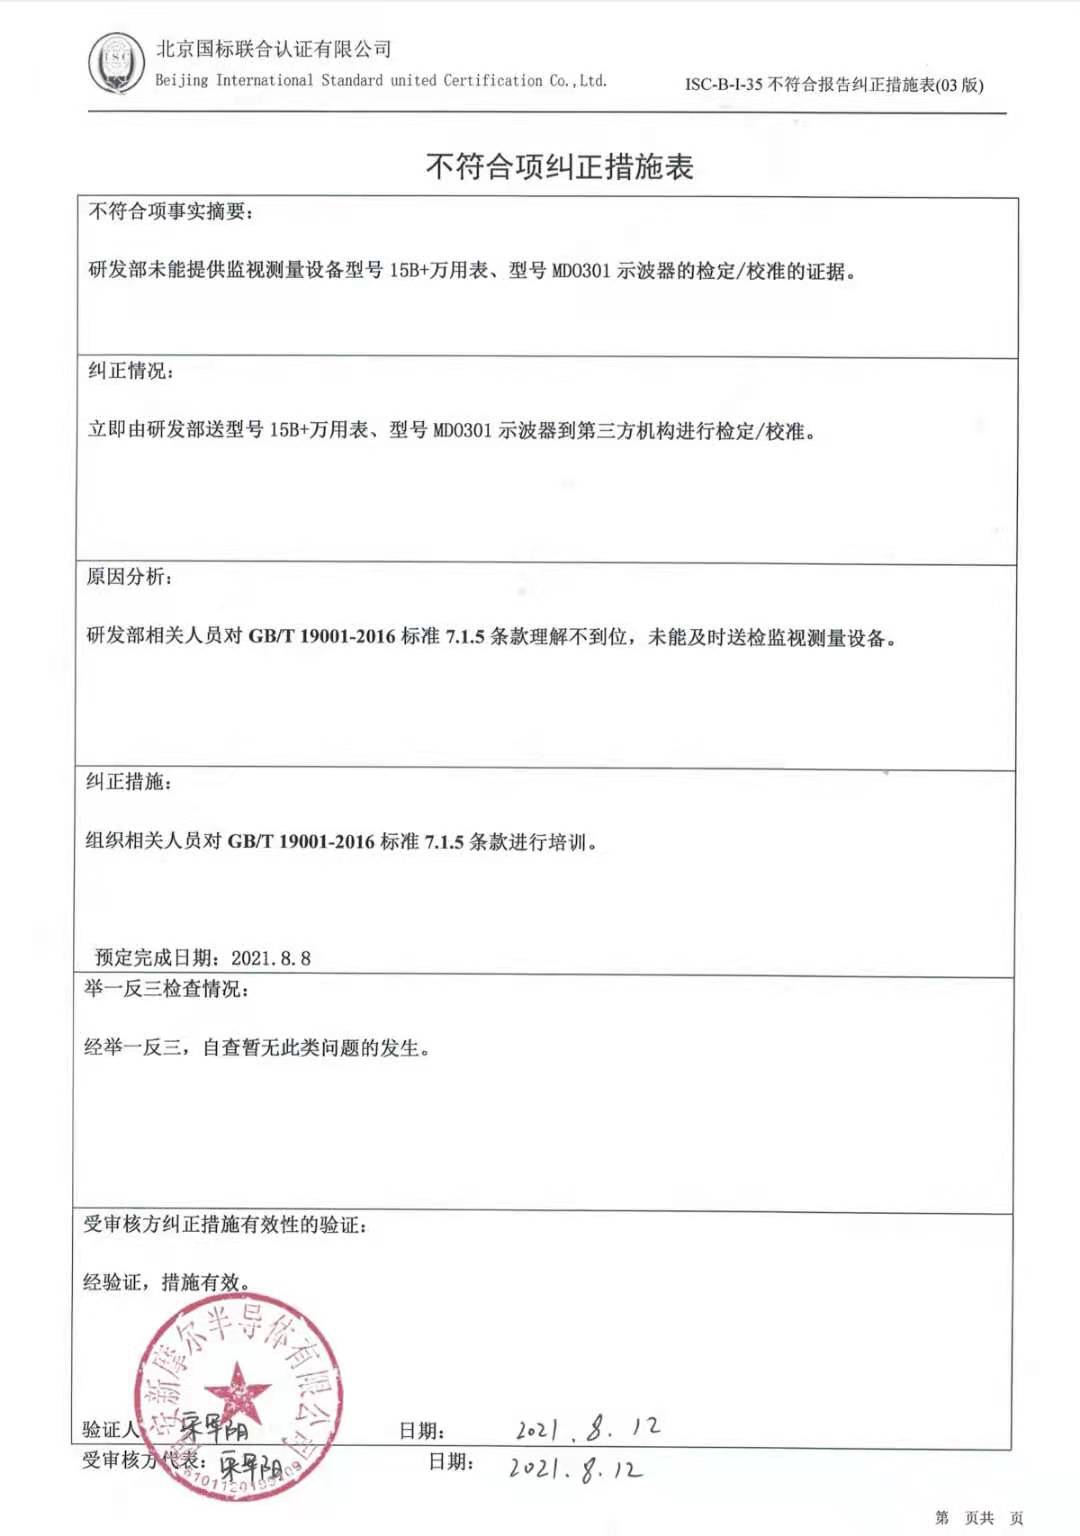 北京国标联合认证有限公司
Beijing International Standard united Certification Co.,Ltd.
ISC-B-I-35 不符合报告纠正措施表(03 版)
不符合项纠正措施表
不符合项事实摘要：
研发部未能提供监视测量设备型号 15B+万用表、型号 MDO301 示波器的检定/校准的证据。
纠正情况：
立即由研发部送型号 15B+万用表、型号 MDO301 示波器到第三方机构进行检定/校准。
原因分析：
研发部相关人员对 GB/T 19001-2016 标准 7.1.5 条款理解不到位，未能及时送检监视测量设备。
纠正措施：
组织相关人员对 GB/T 19001-2016 标准 7.1.5 条款进行培训。
预定完成日期：2021.8.8
举一反三检查情况：
经举一反三，自查暂无此类问题的发生。
受审核方纠正措施有效性的验证：
经验证，措施有效。
安新摩尔半导体有限公司
验证人 日期： 2021.8.12
受审核方代表： 日期： 2021.8.12
第 页共 页